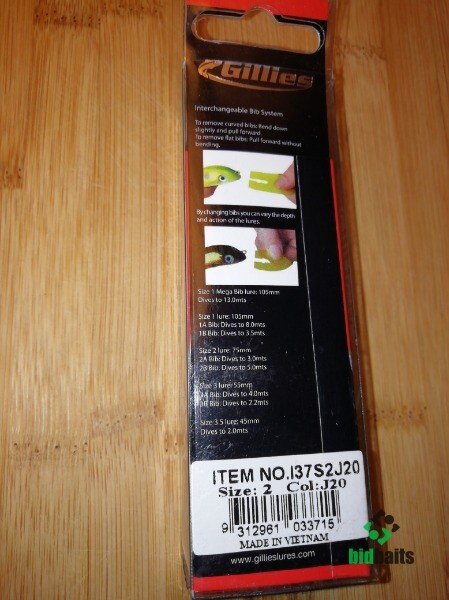 Gillies
Interchangeable Bib System
To remove curved bibs: Bend down
slightly and pull forward.
To remove flat bibs: Pull forward without
bending.
By changing bibs you can vary the depth
and action of the lures.
Size 1 Mega Bib lure: 105mm
Dives to 13.0mts
Size 1 lure: 105mm
1A Bib: Dives to 8.0mts
1B Bib: Dives to 3.5mts
Size 2 lure: 75mm
2A Bib: Dives to 3.0mts
2B Bib: Dives to 5.0mts
Size 3 lure: 55mm
3A Bib: Dives to 4.0mts
3B Bib: Dives to 2.2mts
Size 3.5 lure: 45mm
Dives to 2.0mts
ITEM NO.I37S2J20
Size: 2 Col:J20
9 312961 033715
MADE IN VIETNAM
www.gillieslures.com
bidbaits